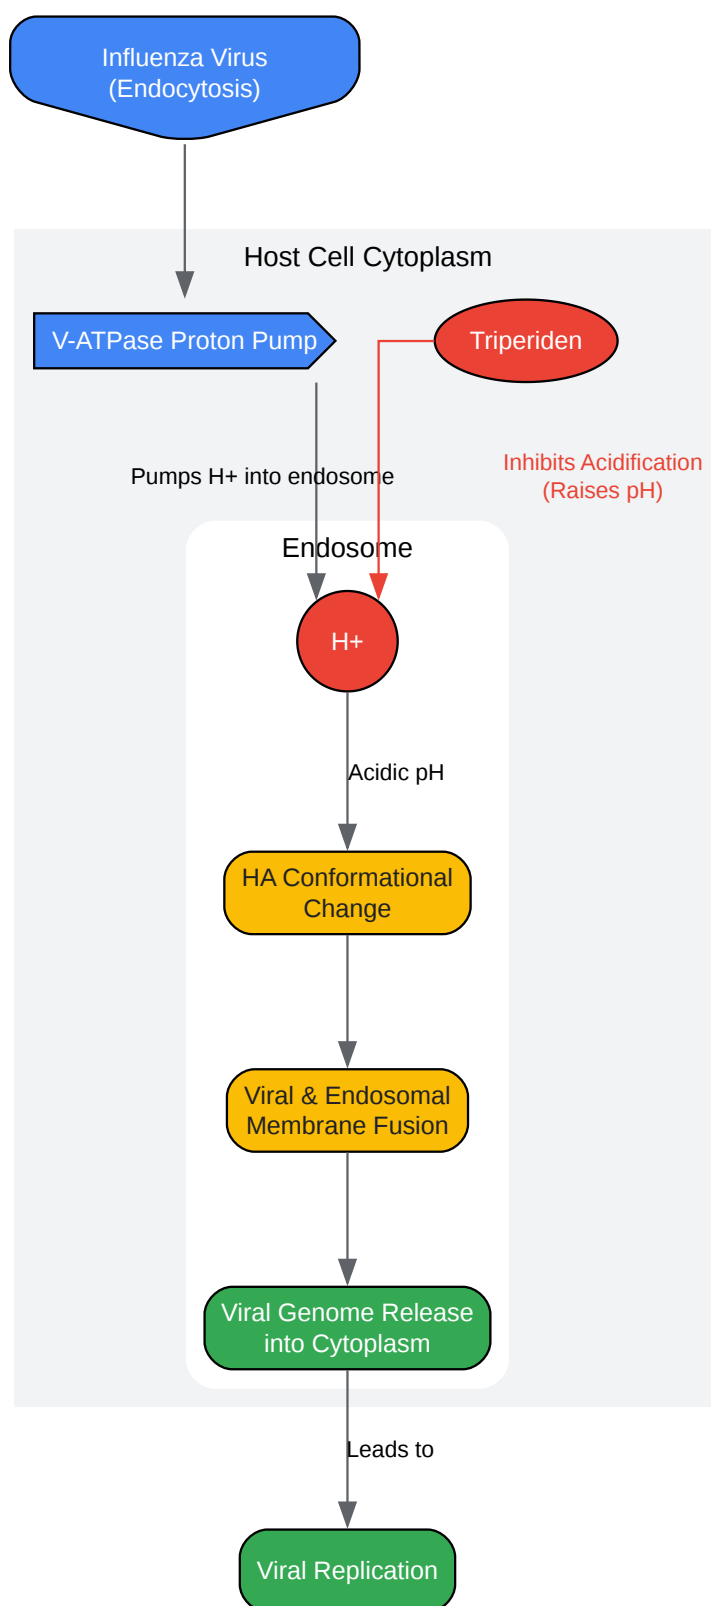 Influenza Virus
(Endocytosis)
Host Cell Cytoplasm
V-ATPase Proton Pump
Triperiden
Pumps H+ into endosome
Inhibits Acidification
(Raises pH)
Endosome
H+
Acidic pH
HA Conformational
Change
Viral & Endosomal
Membrane Fusion
Viral Genome Release
into Cytoplasm
Leads to
Viral Replication